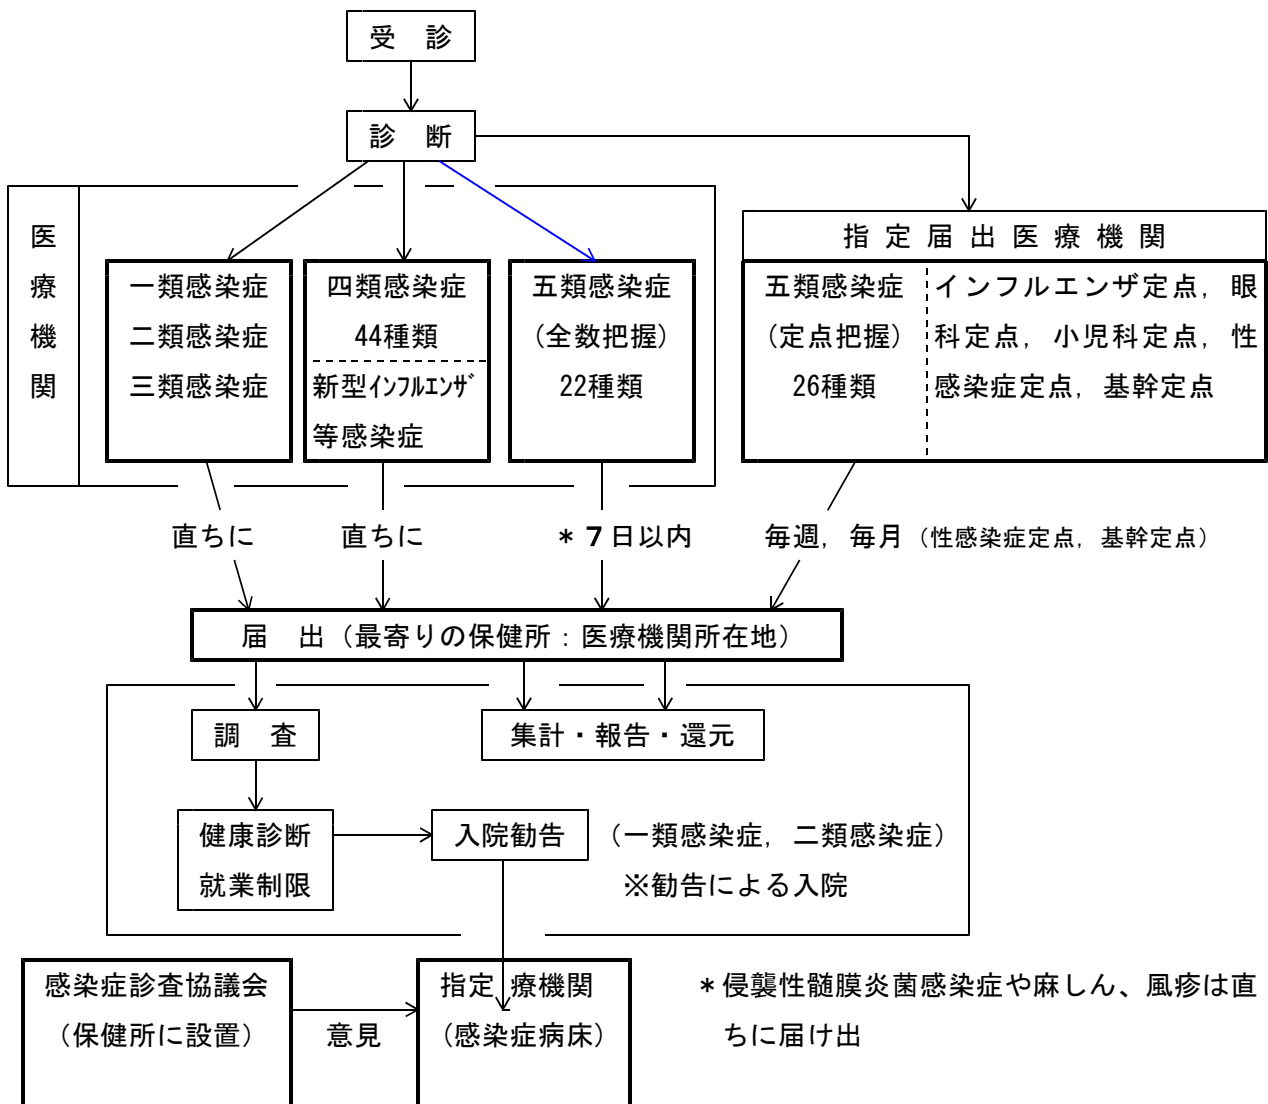 受 診
診 断
医療機関
一類感染症
二類感染症
三類感染症
四類感染症
44種類
新型ｲﾝﾌﾙｴﾝｻﾞ
等感染症
五類感染症
(全数把握)
22種類
指定届出医療機関
五類感染症
(定点把握)
26種類
インフルエンザ定点，眼
科定点，小児科定点，性
感染症定点，基幹定点
直ちに
直ちに
＊７日以内
毎週，毎月（性感染症定点，基幹定点）
届 出（最寄りの保健所：医療機関所在地）
調 査
集計・報告・還元
健康診断
就業制限
入院勧告
（一類感染症，二類感染症）
※勧告による入院
感染症診査協議会
（保健所に設置）
意見
指定 療機関
（感染症病床）
＊侵襲性髄膜炎菌感染症や麻しん、風疹は直
ちに届け出